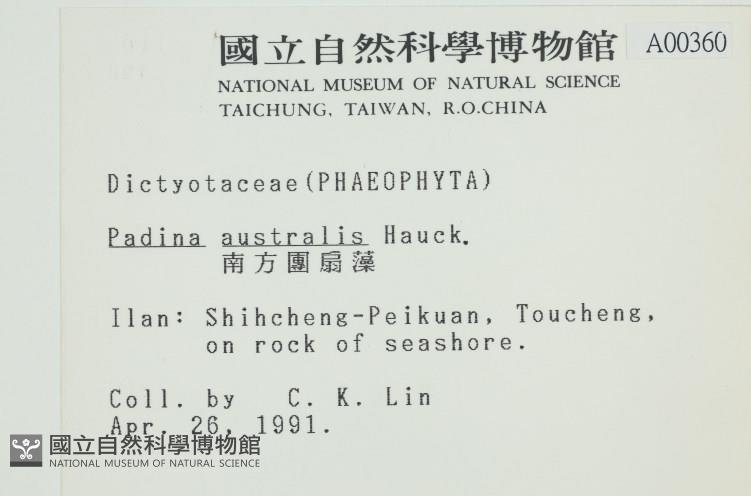 國立自然科學博物館 A00360
NATIONAL MUSEUM OF NATURAL SCIENCE
TAICHUNG, TAIWAN, R.O.CHINA
Dictyotaceae(PHAEOPHYTA)
Padina australis Hauck.
南方團扇藻
Ilan: Shihcheng-Peikuan, Toucheng,
on rock of seashore.
Coll. by C. K. Lin
Apr. 26, 1991.
國立自然科學博物館
NATIONAL MUSEUM OF NATURAL SCIENCE